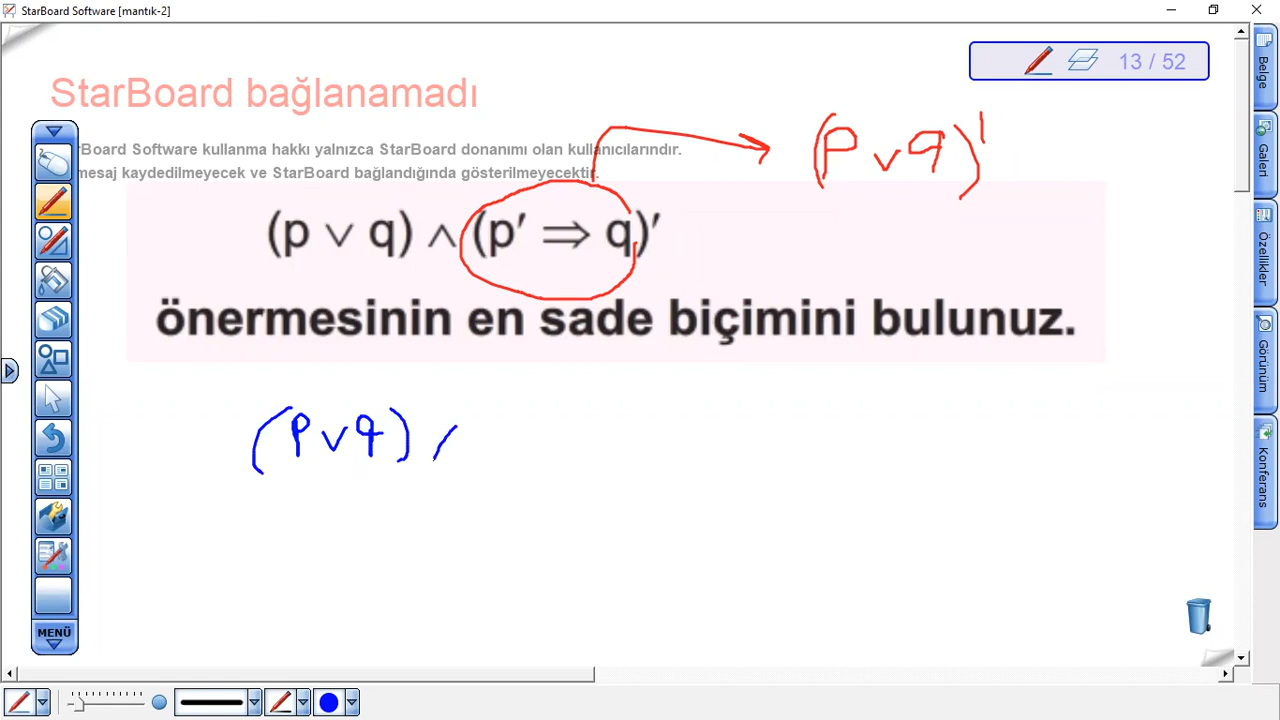 StarBoard Software [mantık-2]
13 / 52
StarBoard bağlanamadı
rBoard Software kullanma hakkı yalnızca StarBoard donanımı olan kullanıcılarındır.
mesaj kaydedilmeyecek ve StarBoard bağlandığında gösterilmeyecektir.
(p ∨ q)'
(p ∨ q) ∧ (p' ⇒ q)'
önermesinin en sade biçimini bulunuz.
(p ∨ q) /
MENÜ
Belge
Galeri
Özellikler
Görünüm
Konferans